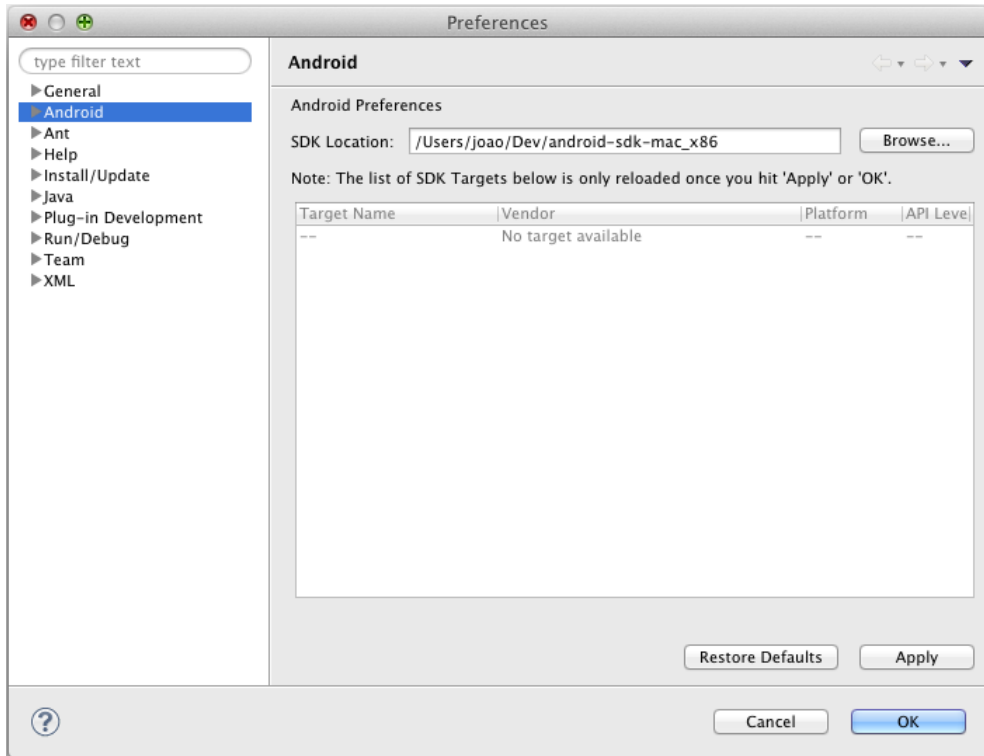 Preferences
type filter text
General
Android
Ant
Help
Install/Update
Java
Plug-in Development
Run/Debug
Team
XML
Android
Android Preferences
SDK Location: /Users/joao/Dev/android-sdk-mac_x86 Browse...
Note: The list of SDK Targets below is only reloaded once you hit 'Apply' or 'OK'.
Target Name Vendor Platform API Leve
-- No target available -- --
Restore Defaults Apply
? Cancel OK